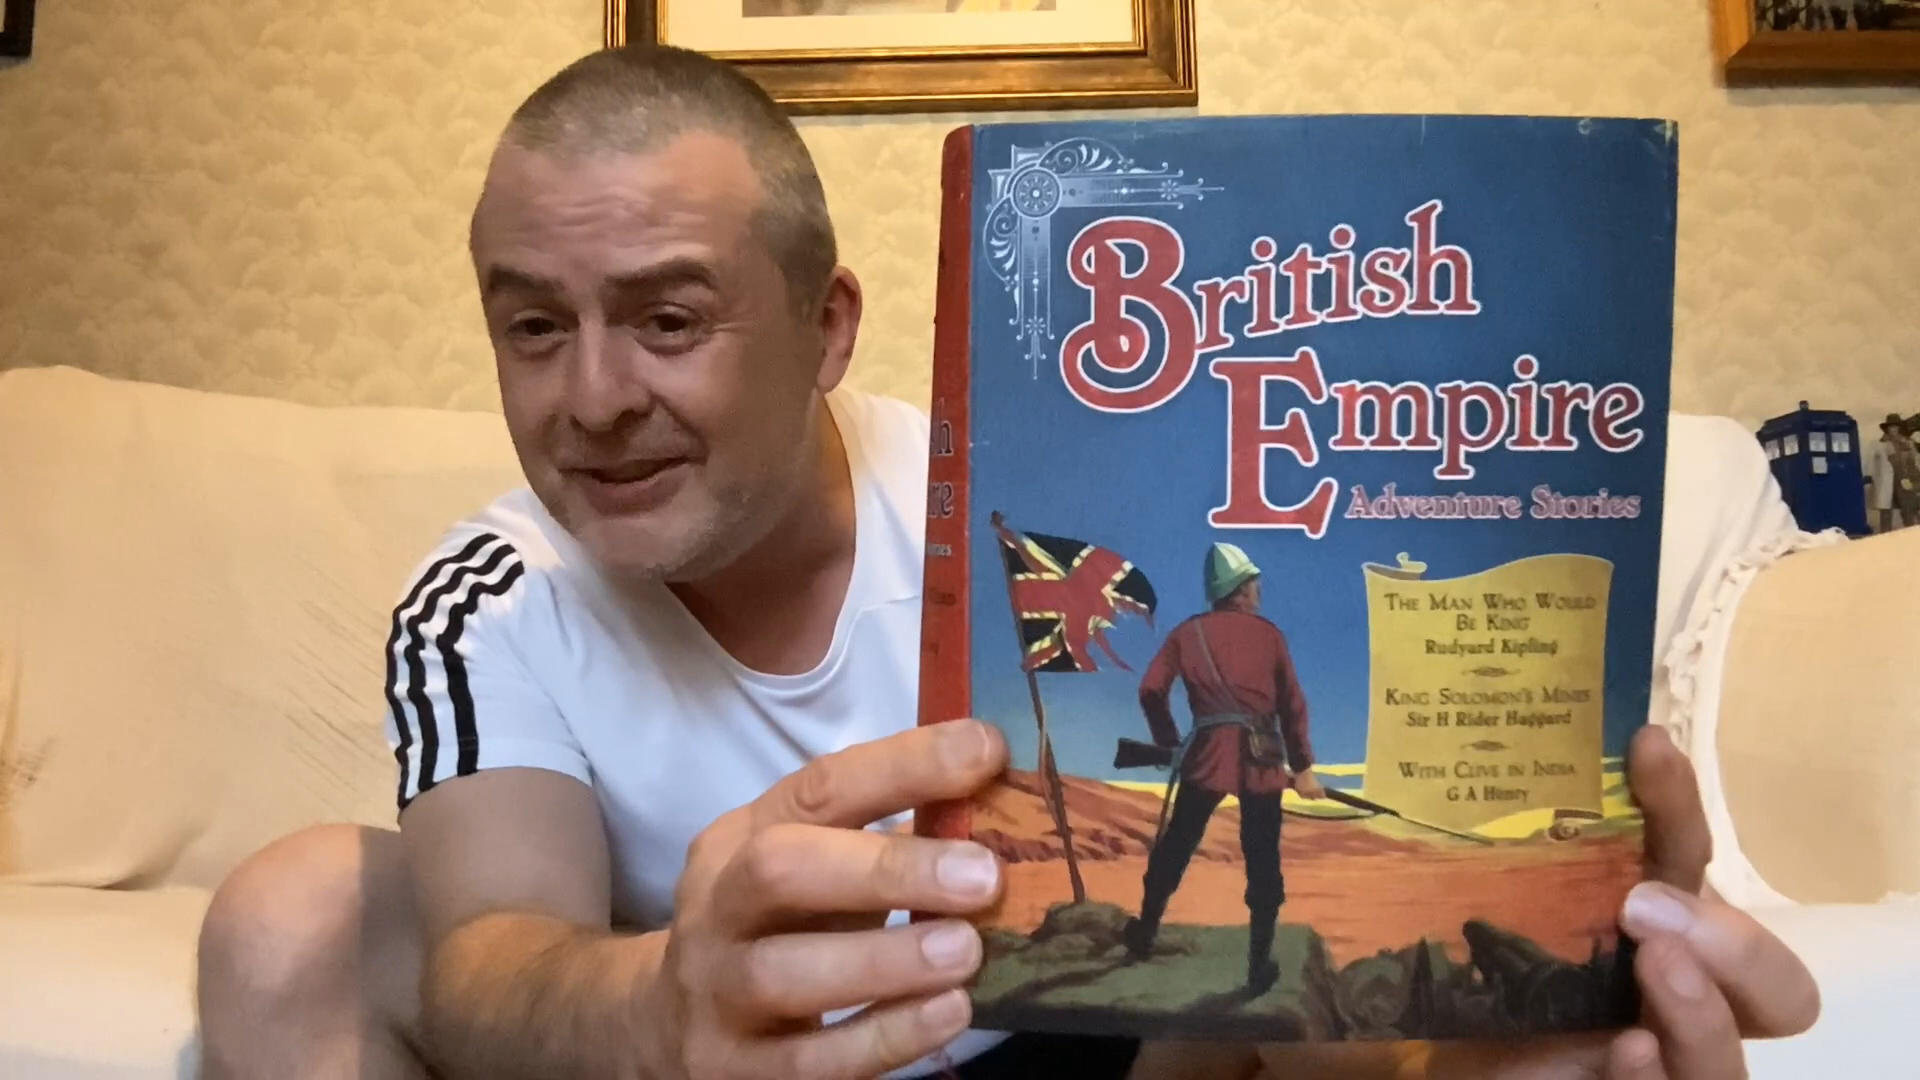 British
Empire
Adventure Stories
THE MAN WHO WOULD
BE KING
Rudyard Kipling
KING SOLOMON'S MINES
Sir H Rider Haggard
WITH CLIVE IN INDIA
G A Henty